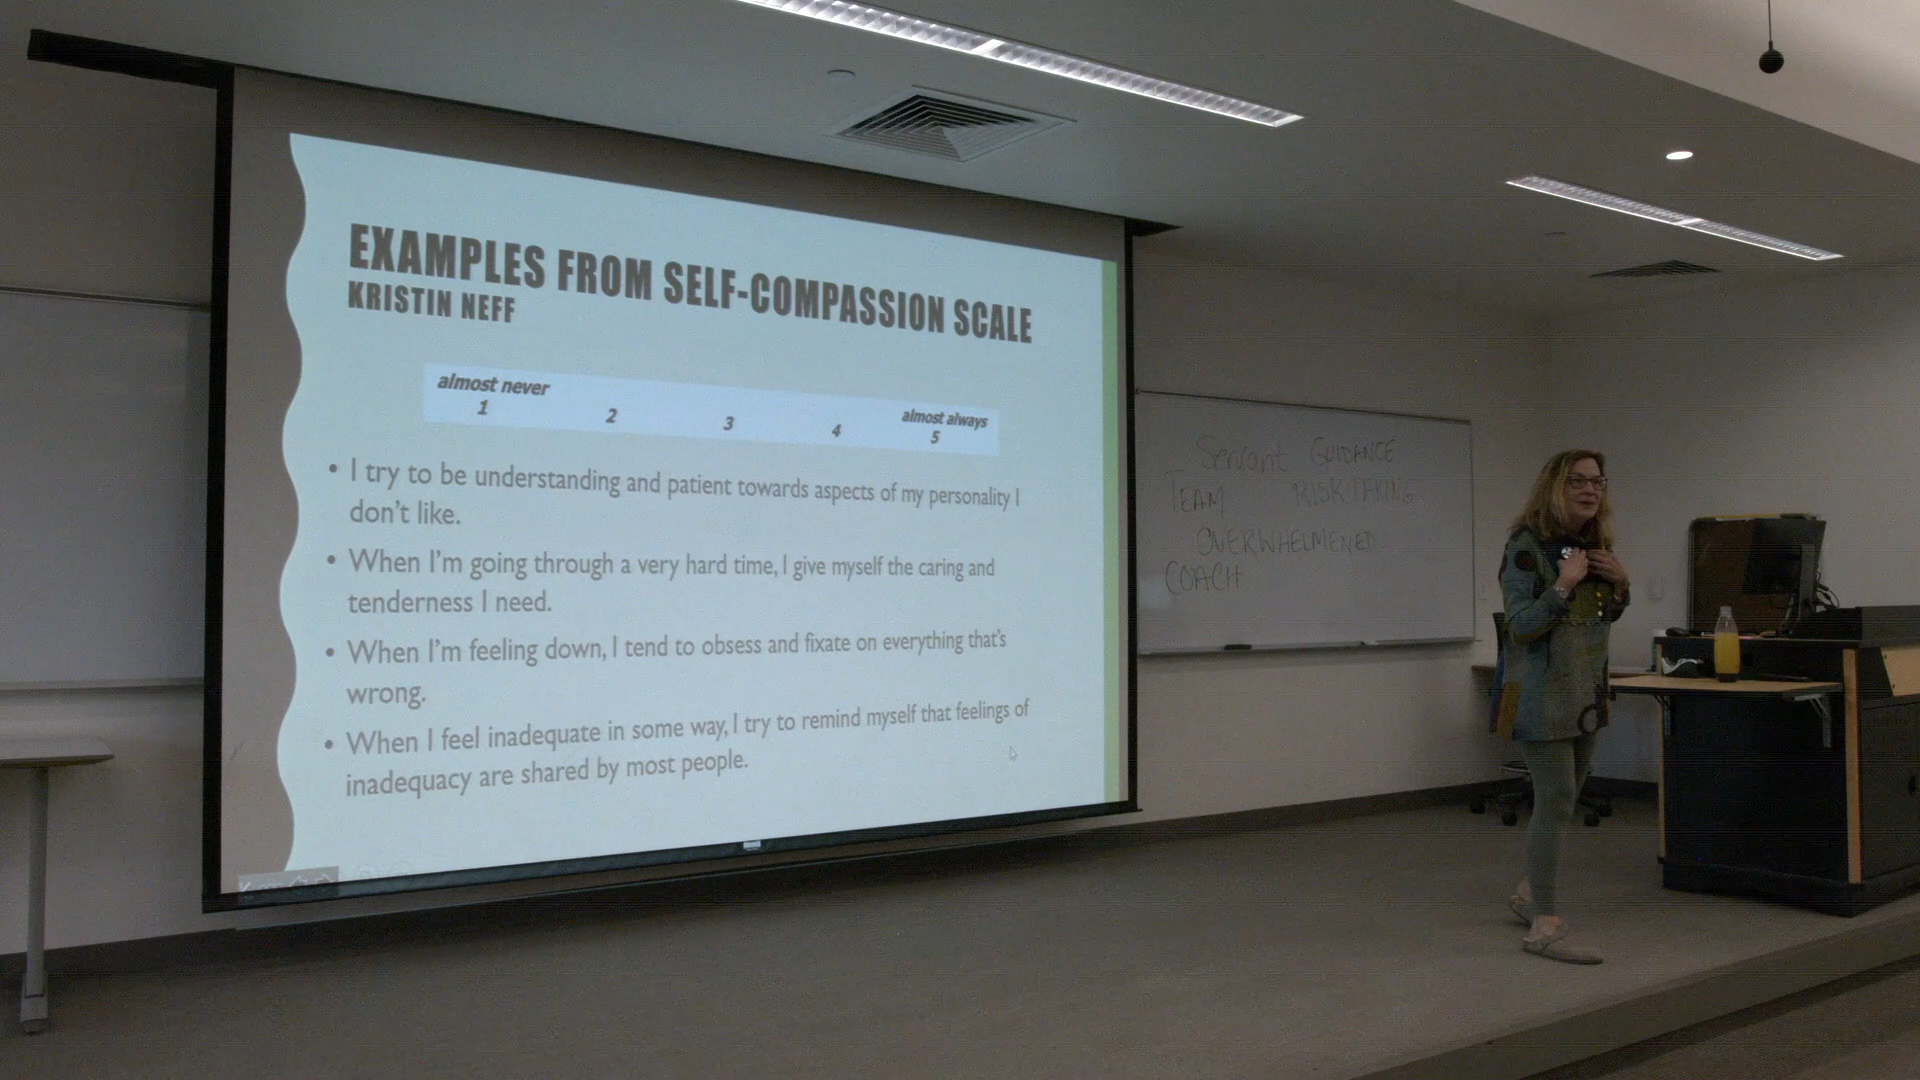 EXAMPLES FROM SELF-COMPASSION SCALE
KRISTIN NEFF
almost never almost always
1 2 3 4 5
• I try to be understanding and patient towards aspects of my personality I
don't like.
• When I'm going through a very hard time, I give myself the caring and
tenderness I need.
• When I'm feeling down, I tend to obsess and fixate on everything that's
wrong.
• When I feel inadequate in some way, I try to remind myself that feelings of
inadequacy are shared by most people.
Servant GUIDANCE
TEAM RISK TAKING
OVERWHELMENED
COACH